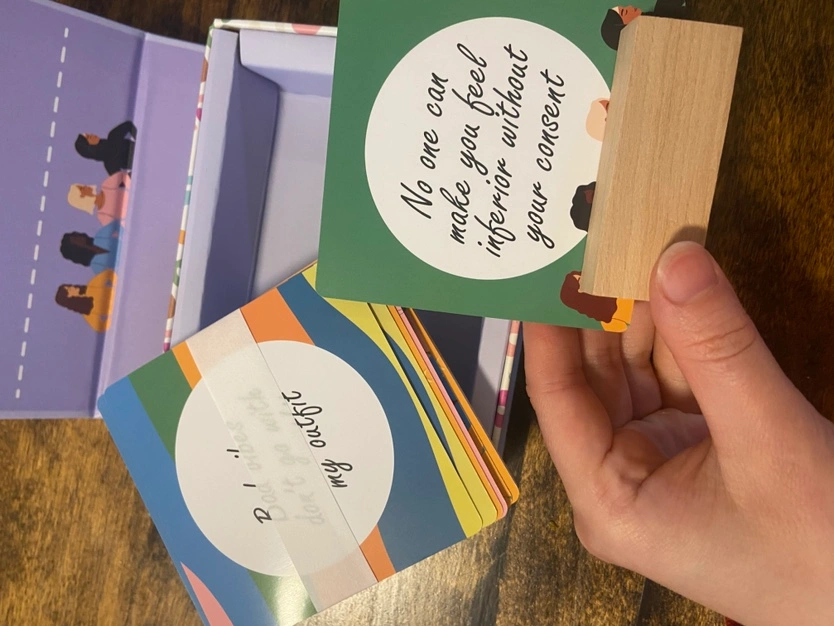 No one can
make you feel
inferior without
your consent
Bad vibes
don't go with
my outfit